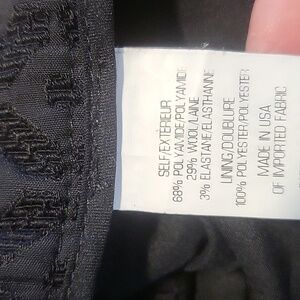 SELF/EXTÉRIEUR
68% POLYAMIDE/POLYAMIDE
29% WOOL/LAINE
3% ELASTANE/ELASTHANNE
LINING/DOUBLURE
100% POLYESTER/POLYESTER
MADE IN USA
OF IMPORTED FABRIC